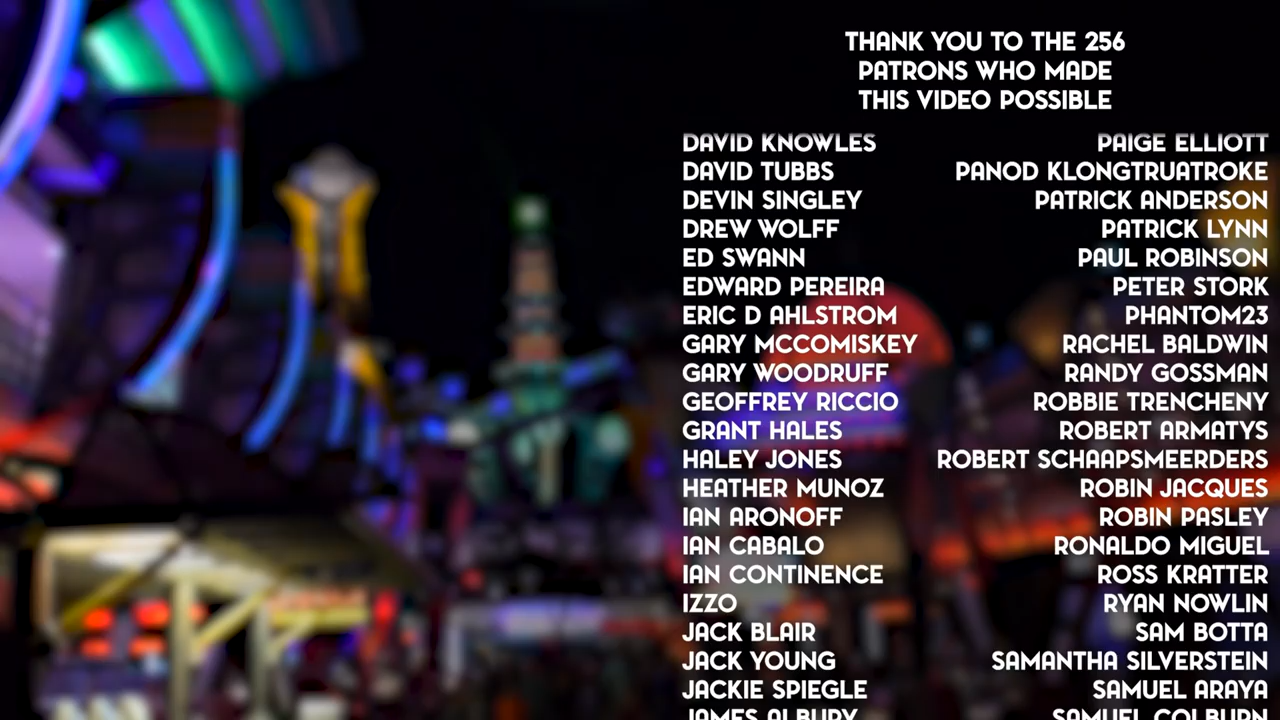 THANK YOU TO THE 256
PATRONS WHO MADE
THIS VIDEO POSSIBLE
DAVID KNOWLES
DAVID TUBBS
DEVIN SINGLEY
DREW WOLFF
ED SWANN
EDWARD PEREIRA
ERIC D AHLSTROM
GARY MCCOMISKEY
GARY WOODRUFF
GEOFFREY RICCIO
GRANT HALES
HALEY JONES
HEATHER MUNOZ
IAN ARONOFF
IAN CABALO
IAN CONTINENCE
IZZO
JACK BLAIR
JACK YOUNG
JACKIE SPIEGLE
JAMES ALBURY
PAIGE ELLIOTT
PANOD KLONGTRUATROKE
PATRICK ANDERSON
PATRICK LYNN
PAUL ROBINSON
PETER STORK
PHANTOM23
RACHEL BALDWIN
RANDY GOSSMAN
ROBBIE TRENCHENY
ROBERT ARMATYS
ROBERT SCHAAPSMEERDERS
ROBIN JACQUES
ROBIN PASLEY
RONALDO MIGUEL
ROSS KRATTER
RYAN NOWLIN
SAM BOTTA
SAMANTHA SILVERSTEIN
SAMUEL ARAYA
SAMUEL COLBURN